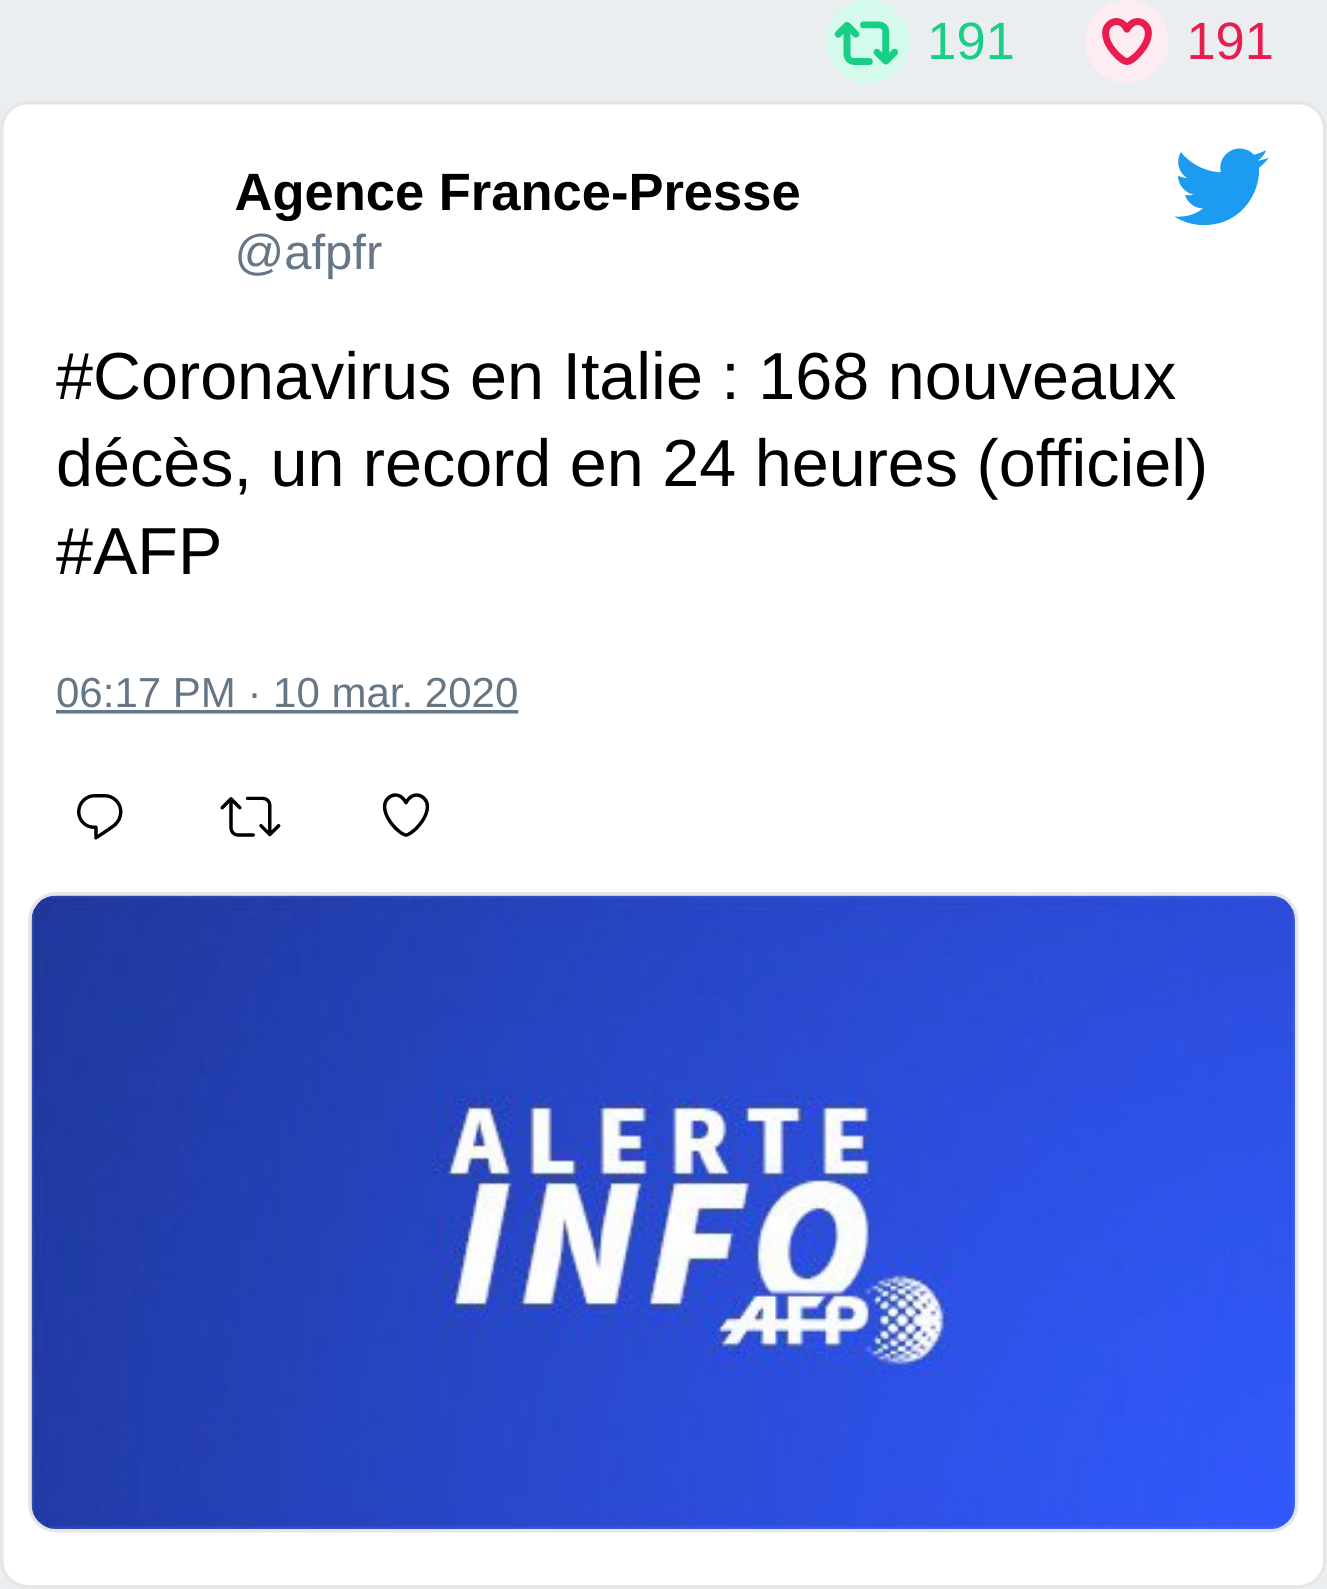 191 191
Agence France-Presse
@afpfr
#Coronavirus en Italie : 168 nouveaux
décès, un record en 24 heures (officiel)
#AFP
06:17 PM · 10 mar. 2020
ALERTE
INFO
AFP